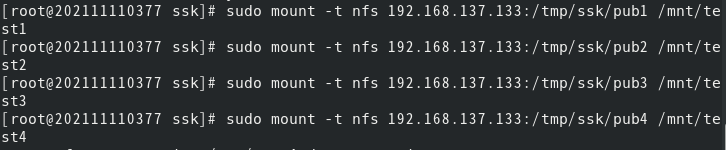 [root@202111110377 ssk]# sudo mount -t nfs 192.168.137.133:/tmp/ssk/pub1 /mnt/te
st1
[root@202111110377 ssk]# sudo mount -t nfs 192.168.137.133:/tmp/ssk/pub2 /mnt/te
st2
[root@202111110377 ssk]# sudo mount -t nfs 192.168.137.133:/tmp/ssk/pub3 /mnt/te
st3
[root@202111110377 ssk]# sudo mount -t nfs 192.168.137.133:/tmp/ssk/pub4 /mnt/te
st4